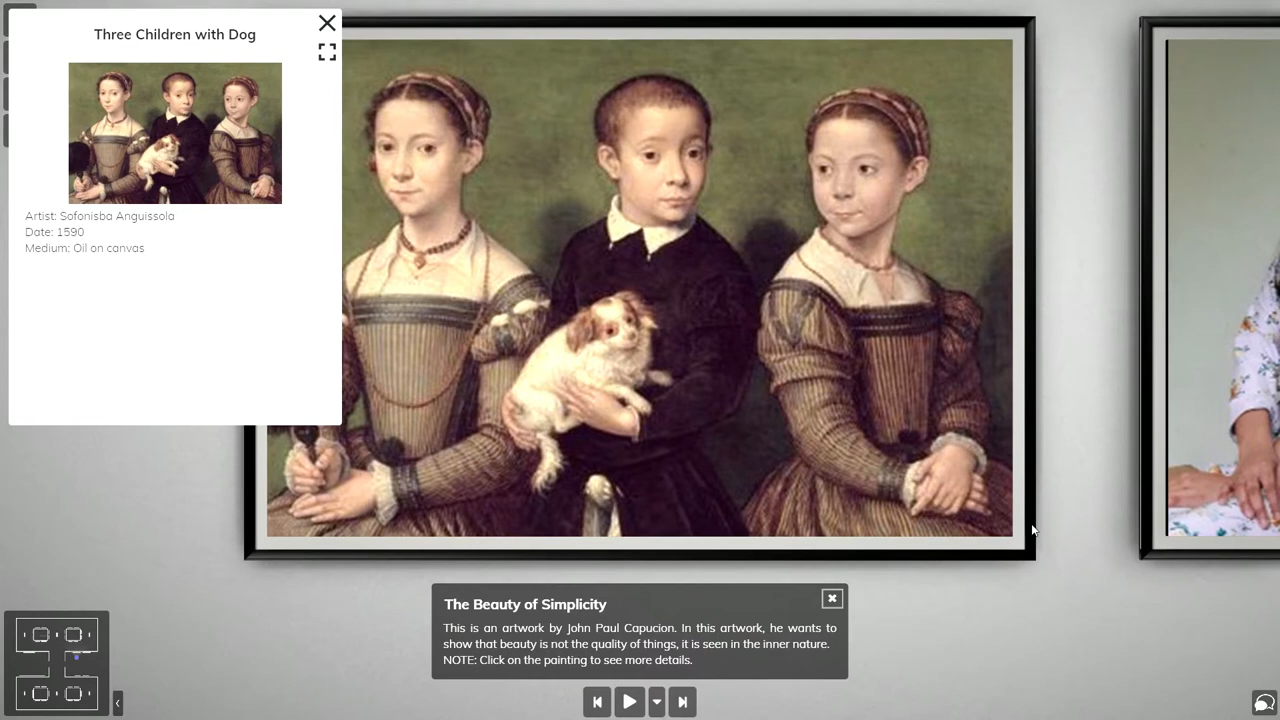 Three Children with Dog
Artist: Sofonisba Anguissola
Date: 1590
Medium: Oil on canvas
The Beauty of Simplicity
This is an artwork by John Paul Capucion. In this artwork, he wants to
show that beauty is not the quality of things, it is seen in the inner nature.
NOTE: Click on the painting to see more details.